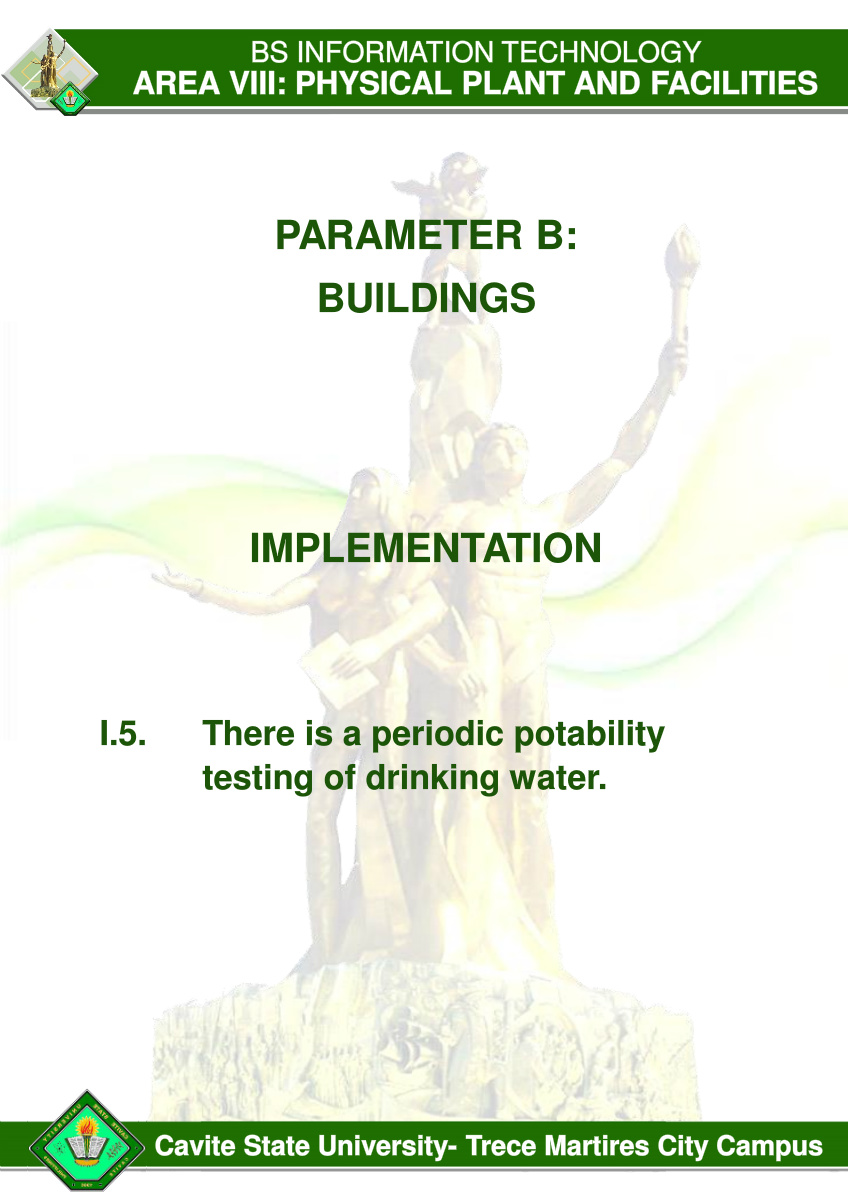 BS INFORMATION TECHNOLOGY
AREA VIII: PHYSICAL PLANT AND FACILITIES
PARAMETER B:
BUILDINGS
IMPLEMENTATION
I.5. There is a periodic potability
testing of drinking water.
Cavite State University- Trece Martires City Campus